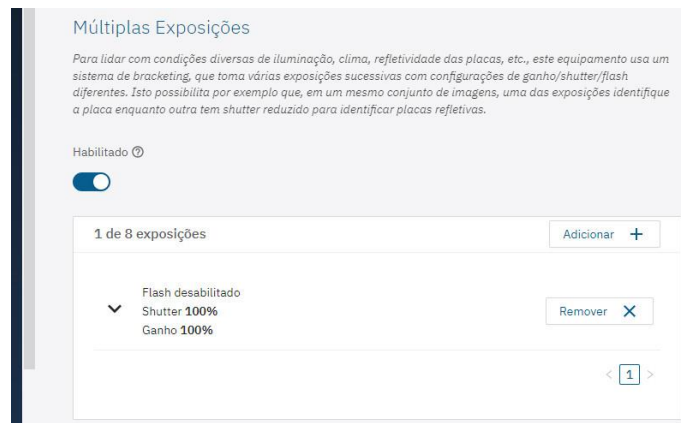 Múltiplas Exposições
Para lidar com condições diversas de iluminação, clima, refletividade das placas, etc., este equipamento usa um
sistema de bracketing, que toma várias exposições sucessivas com configurações de ganho/shutter/flash
diferentes. Isto possibilita por exemplo que, em um mesmo conjunto de imagens, uma das exposições identifique
a placa enquanto outra tem shutter reduzido para identificar placas refletivas.
Habilitado
1 de 8 exposições
Adicionar +
Flash desabilitado
Shutter 100%
Remover X
Ganho 100%
< 1 >